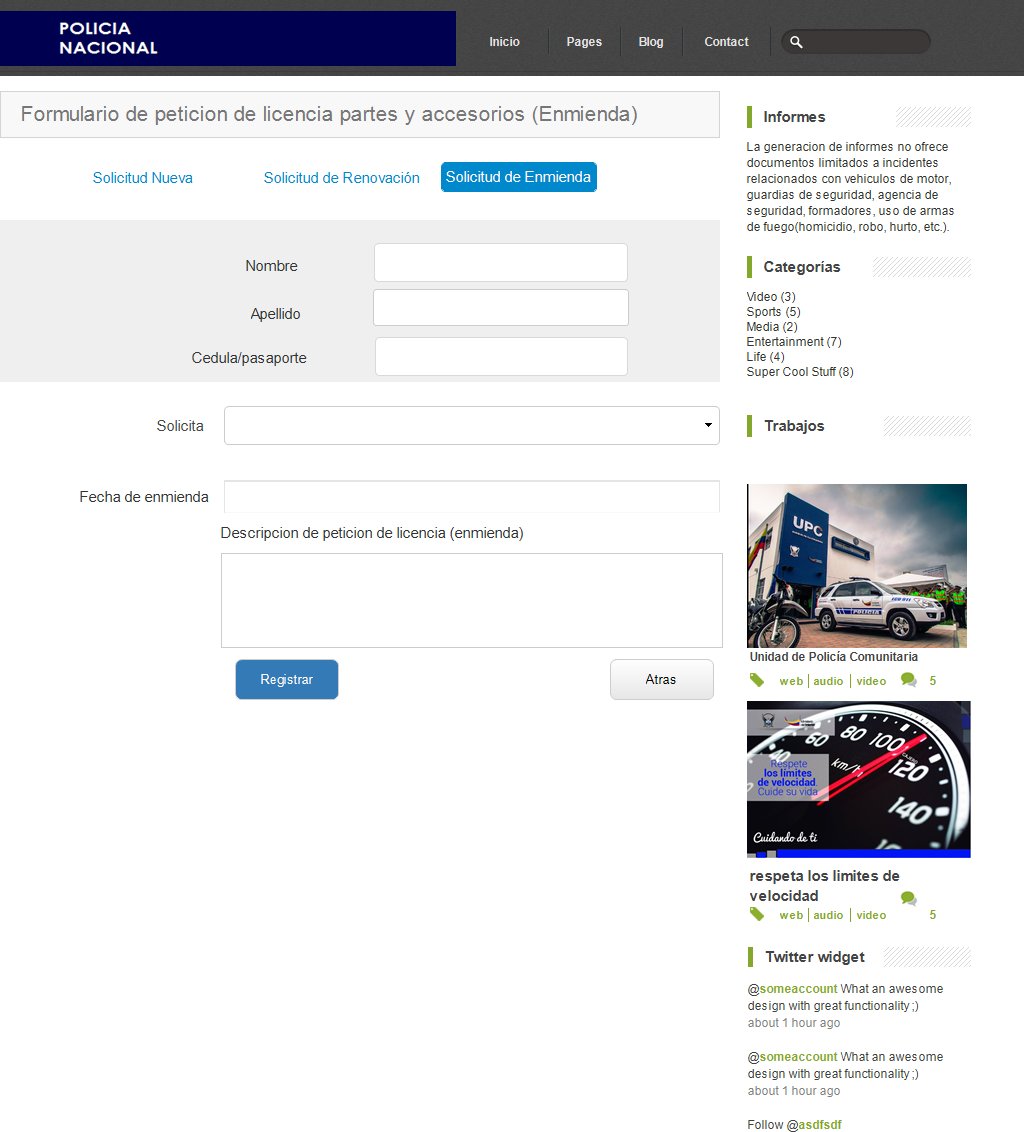 POLICIA
NACIONAL
Inicio
Pages
Blog
Contact
Formulario de peticion de licencia partes y accesorios (Enmienda)
Solicitud Nueva
Solicitud de Renovación
Solicitud de Enmienda
Nombre
Apellido
Cedula/pasaporte
Solicita
Fecha de enmienda
Descripcion de peticion de licencia (enmienda)
Registrar
Atras
Informes
La generacion de informes no ofrece
documentos limitados a incidentes
relacionados con vehiculos de motor,
guardias de seguridad, agencia de
seguridad, formadores, uso de armas
de fuego(homicidio, robo, hurto, etc.).
Categorías
Video (3)
Sports (5)
Media (2)
Entertainment (7)
Life (4)
Super Cool Stuff (8)
Trabajos
UPC
POLICIA
Unidad de Policía Comunitaria
web | audio | video 5
60 80 100 120 140
km/h
Respete
los límites
de velocidad.
Cuide su vida
Cuidando de ti
respeta los limites de
velocidad
web | audio | video 5
Twitter widget
@someaccount What an awesome
design with great functionality ;)
about 1 hour ago
@someaccount What an awesome
design with great functionality ;)
about 1 hour ago
Follow @asdfsdf